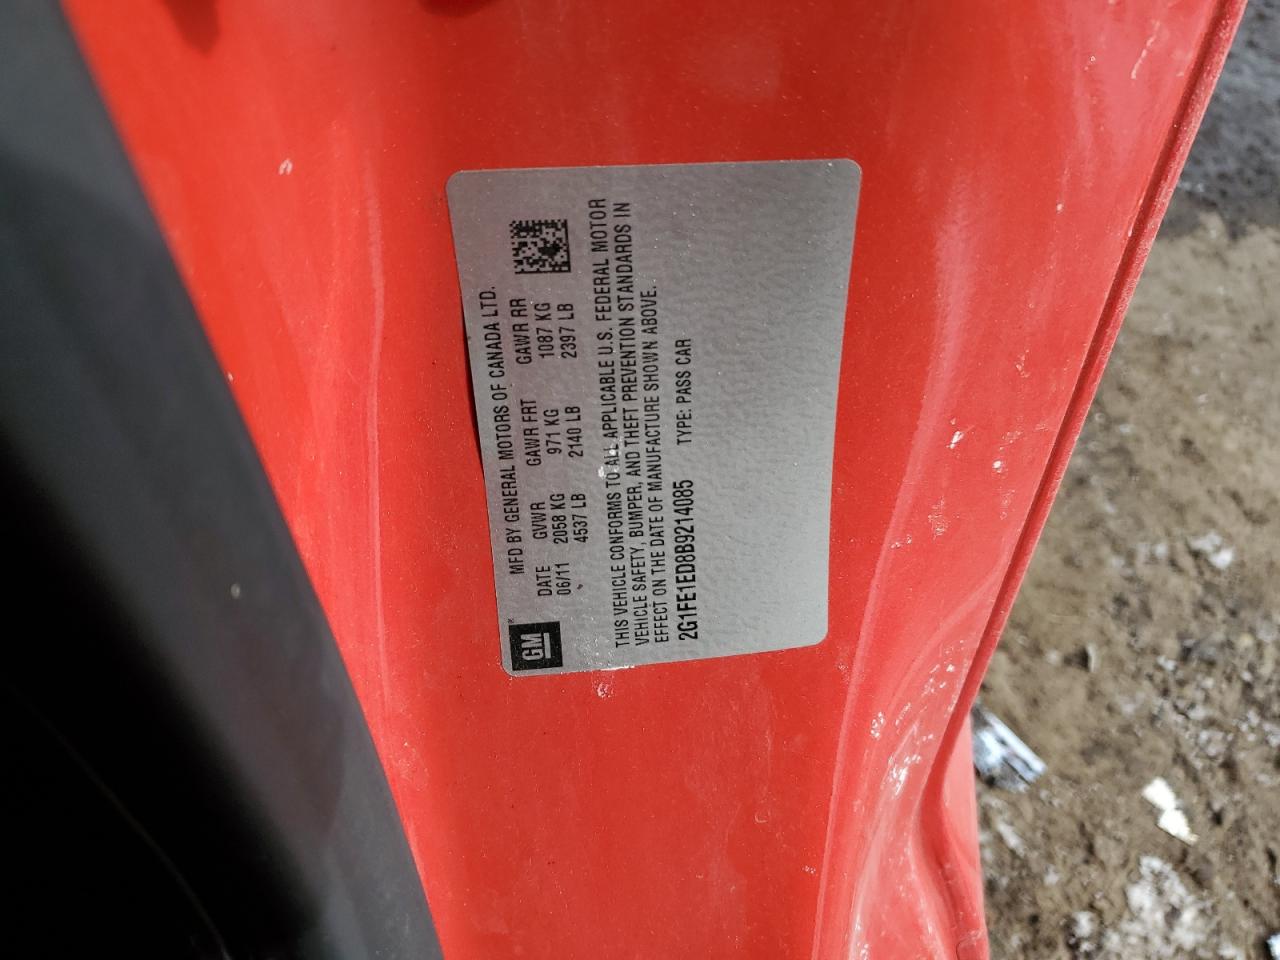 GM®
MFD BY GENERAL MOTORS OF CANADA LTD.
DATE GVWR GAWR FRT GAWR RR
06/11 2058 KG 971 KG 1087 KG
4537 LB 2140 LB 2397 LB
THIS VEHICLE CONFORMS TO ALL APPLICABLE U.S. FEDERAL MOTOR
VEHICLE SAFETY, BUMPER, AND THEFT PREVENTION STANDARDS IN
EFFECT ON THE DATE OF MANUFACTURE SHOWN ABOVE.
2G1FE1ED8B9214085 TYPE: PASS CAR